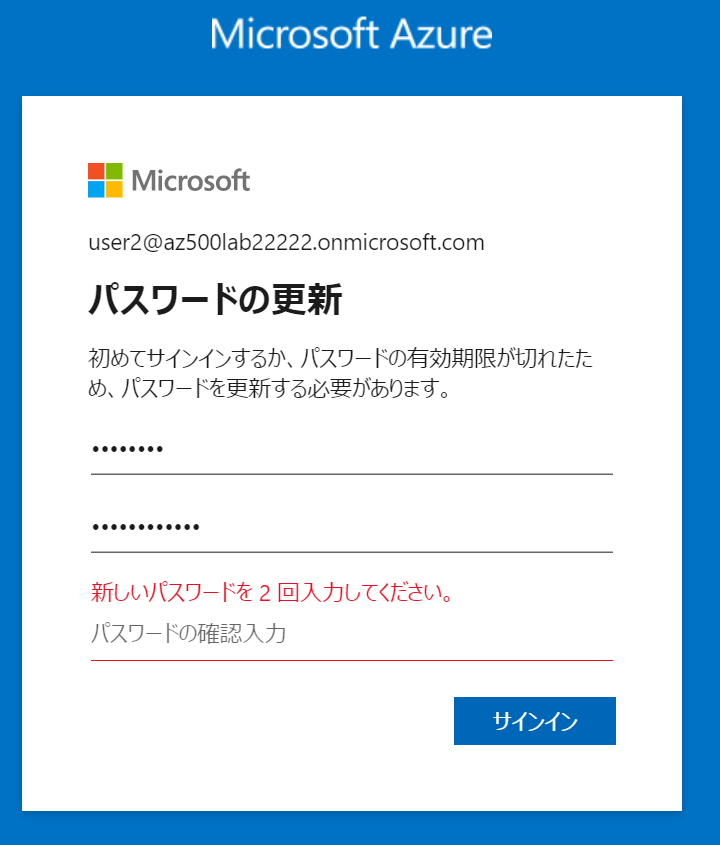 Microsoft Azure
Microsoft
user2@az500lab22222.onmicrosoft.com
パスワードの更新
初めてサインインするか、パスワードの有効期限が切れたた
め、パスワードを更新する必要があります。
••••••••
••••••••••••
新しいパスワードを 2 回入力してください。
パスワードの確認入力
サインイン